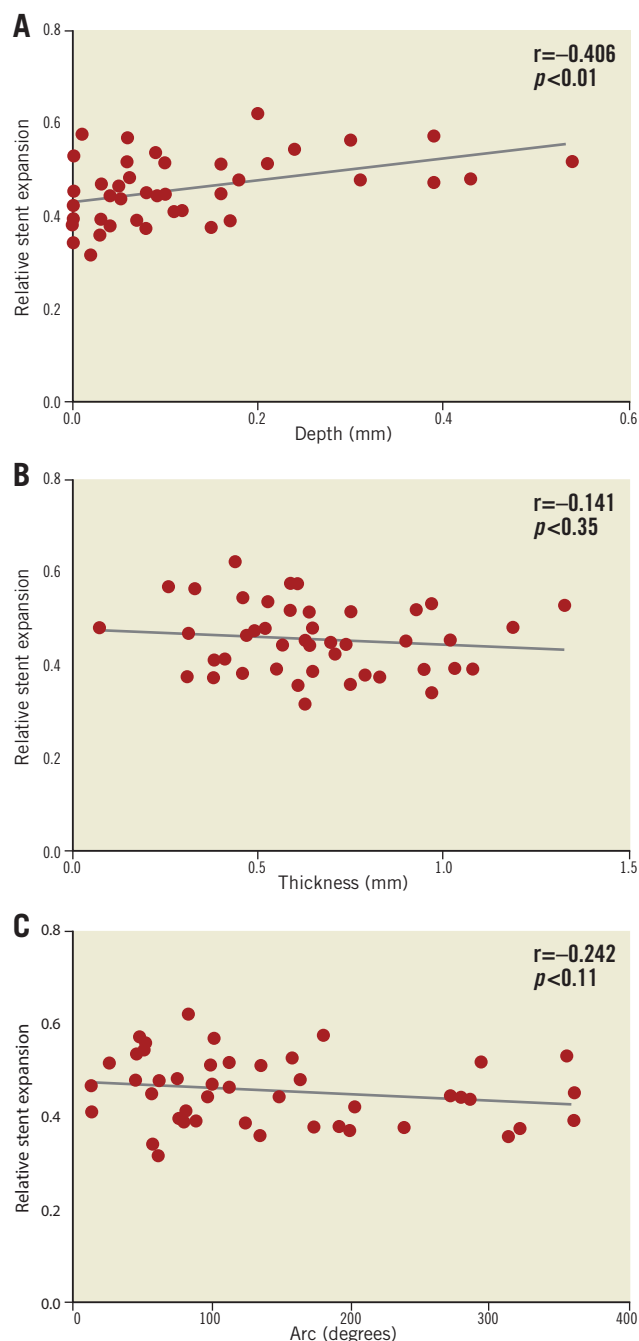 A
0.8
r=–0.406
p<0.01
0.6
Relative stent expansion
0.4
0.2
0.0
0.0 0.2 0.4 0.6
Depth (mm)
B
0.8
r=–0.141
p<0.35
0.6
Relative stent expansion
0.4
0.2
0.0
0.0 0.5 1.0 1.5
Thickness (mm)
C
0.8
r=–0.242
p<0.11
0.6
Relative stent expansion
0.4
0.2
0.0
0 100 200 300 400
Arc (degrees)